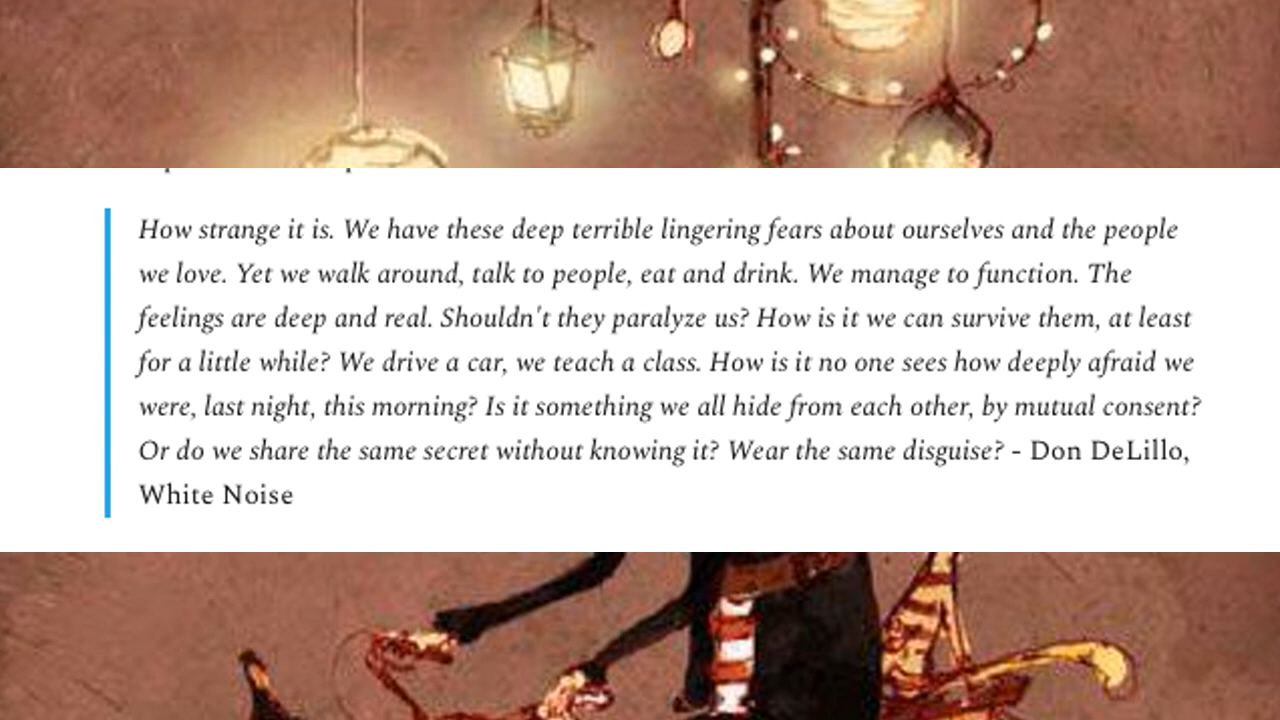 How strange it is. We have these deep terrible lingering fears about ourselves and the people
we love. Yet we walk around, talk to people, eat and drink. We manage to function. The
feelings are deep and real. Shouldn't they paralyze us? How is it we can survive them, at least
for a little while? We drive a car, we teach a class. How is it no one sees how deeply afraid we
were, last night, this morning? Is it something we all hide from each other, by mutual consent?
Or do we share the same secret without knowing it? Wear the same disguise? - Don DeLillo,
White Noise